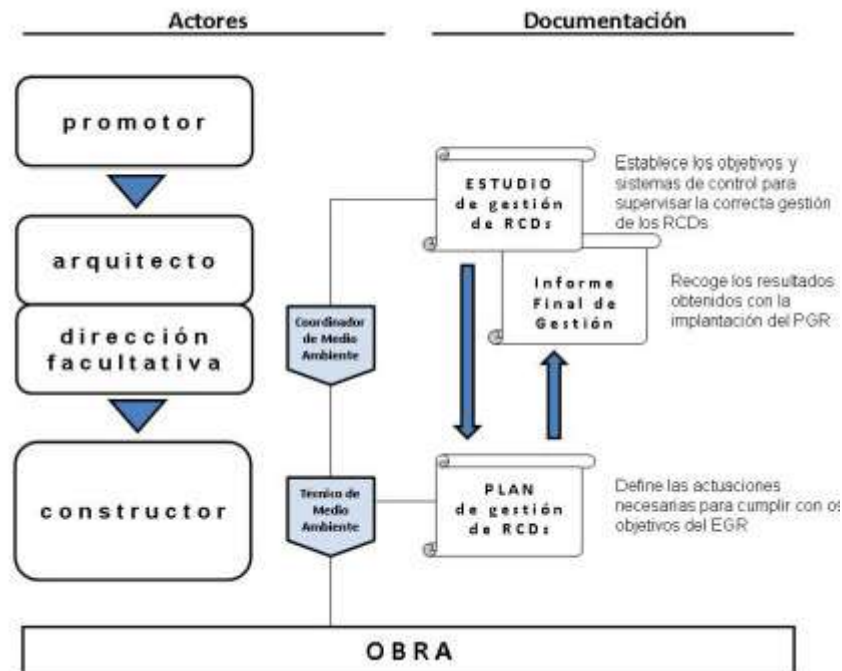 Actores
Documentación
promotor
arquitecto
dirección
facultativa
constructor
Coordinador
de Medio
Ambiente
Técnico de
Medio
Ambiente
ESTUDIO
de gestión
de RCDs
Establece los objetivos y
sistemas de control para
supervisar la correcta gestión
de los RCDs
Informe
Final de
Gestión
Recoge los resultados
obtenidos con la
implantación del PGR
PLAN
de gestión
de RCDs
Define las actuaciones
necesarias para cumplir con os
objetivos del EGR
OBRA